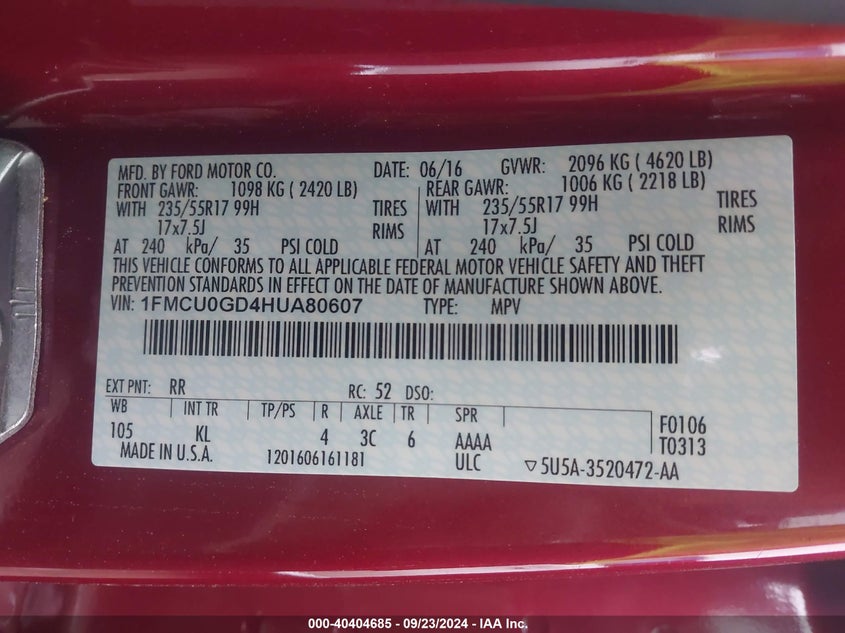 MFD. BY FORD MOTOR CO. DATE: 06/16 GVWR: 2096 KG ( 4620 LB)
FRONT GAWR: 1098 KG ( 2420 LB) REAR GAWR: 1006 KG ( 2218 LB)
WITH 235/55R17 99H TIRES WITH 235/55R17 99H TIRES
17x7.5J RIMS 17x7.5J RIMS
AT 240 kPa/ 35 PSI COLD AT 240 kPa/ 35 PSI COLD
THIS VEHICLE CONFORMS TO ALL APPLICABLE FEDERAL MOTOR VEHICLE SAFETY AND THEFT
PREVENTION STANDARDS IN EFFECT ON THE DATE OF MANUFACTURE SHOWN ABOVE.
VIN: 1FMCU0GD4HUA80607 TYPE: MPV
EXT PNT: RR RC: 52 DSO:
WB INT TR TP/PS R AXLE TR SPR F0106
105 KL 4 3C 6 AAAA T0313
MADE IN U.S.A. 1201606161181 ULC ▽5U5A-3520472-AA
000-40404685 - 09/23/2024 - IAA Inc.